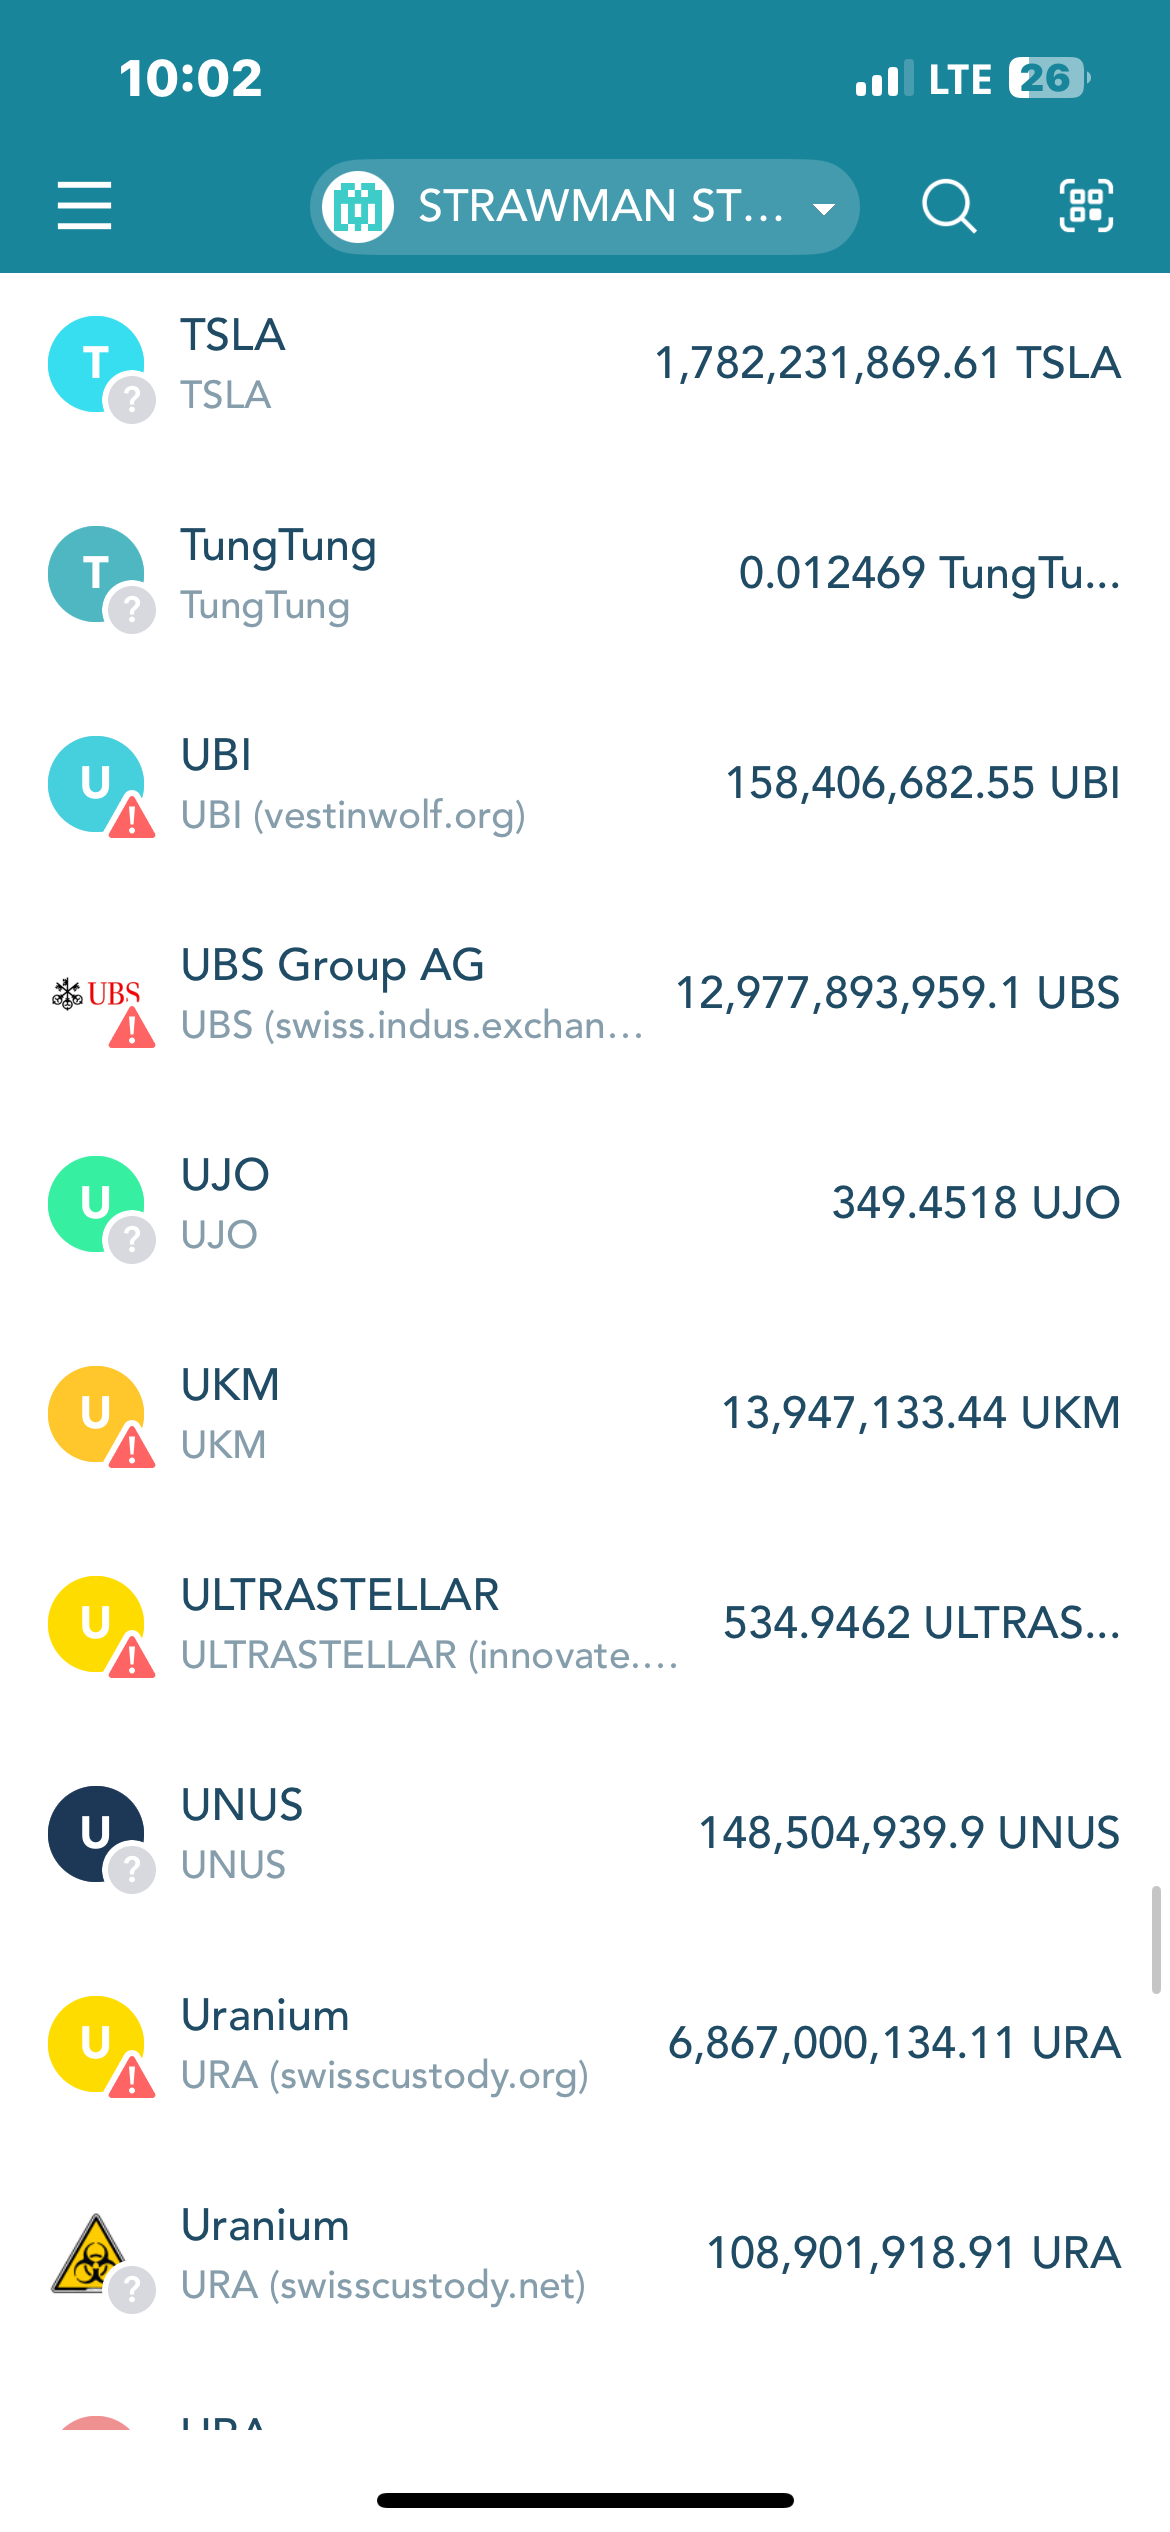 10:02
LTE 26
STRAWMAN ST...
T
TSLA
1,782,231,869.61 TSLA
TSLA
T
TungTung
0.012469 TungTu...
TungTung
U
UBI
158,406,682.55 UBI
UBI (vestinwolf.org)
UBS
UBS Group AG
12,977,893,959.1 UBS
UBS (swiss.indus.exchan...
U
UJO
349.4518 UJO
UJO
U
UKM
13,947,133.44 UKM
UKM
U
ULTRASTELLAR
534.9462 ULTRAS...
ULTRASTELLAR (innovate....
U
UNUS
148,504,939.9 UNUS
UNUS
U
Uranium
6,867,000,134.11 URA
URA (swisscustody.org)
Uranium
108,901,918.91 URA
URA (swisscustody.net)